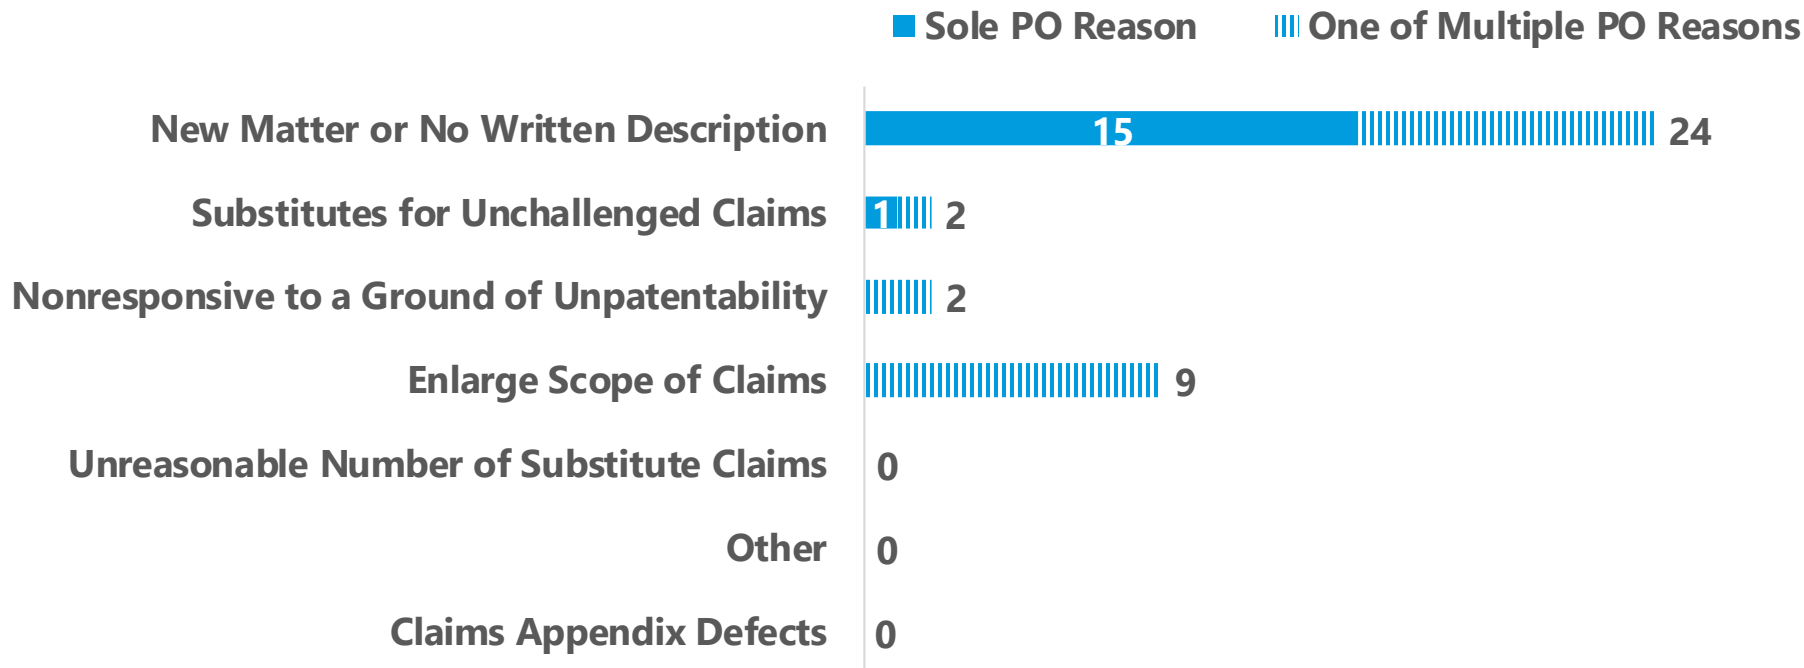 Sole PO Reason One of Multiple PO Reasons
New Matter or No Written Description 15 24
Substitutes for Unchallenged Claims 1 2
Nonresponsive to a Ground of Unpatentability 2
Enlarge Scope of Claims 9
Unreasonable Number of Substitute Claims 0
Other 0
Claims Appendix Defects 0